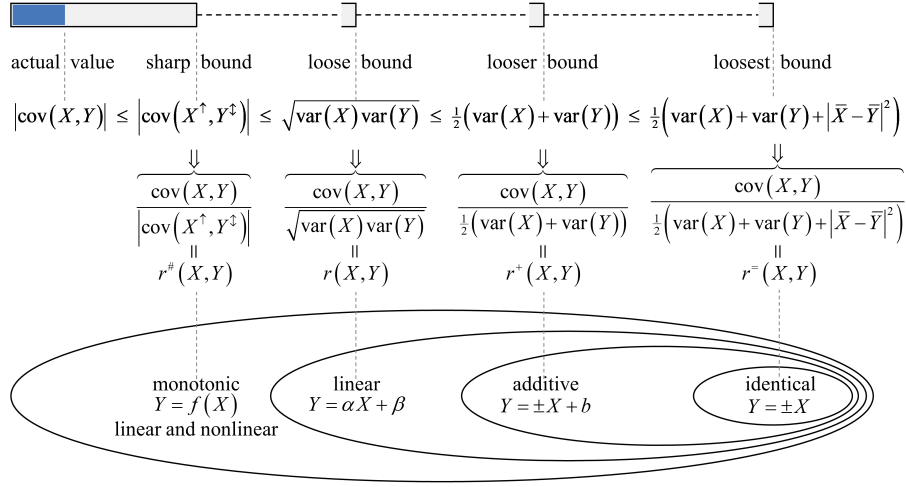 actual value sharp bound loose bound looser bound loosest bound
|cov(X,Y)| ≤ |cov(X↑,Y↕)| ≤ √var(X)var(Y) ≤ ½(var(X)+var(Y)) ≤ ½(var(X)+var(Y)+|X̄−Ȳ|²)
⇓ ⇓ ⇓ ⇓
cov(X,Y) cov(X,Y) cov(X,Y) cov(X,Y)
|cov(X↑,Y↕)| √var(X)var(Y) ½(var(X)+var(Y)) ½(var(X)+var(Y)+|X̄−Ȳ|²)
= = = =
r^#(X,Y) r(X,Y) r⁺(X,Y) r⁼(X,Y)
monotonic linear additive identical
Y = f(X) Y = αX + β Y = ±X + b Y = ±X
linear and nonlinear